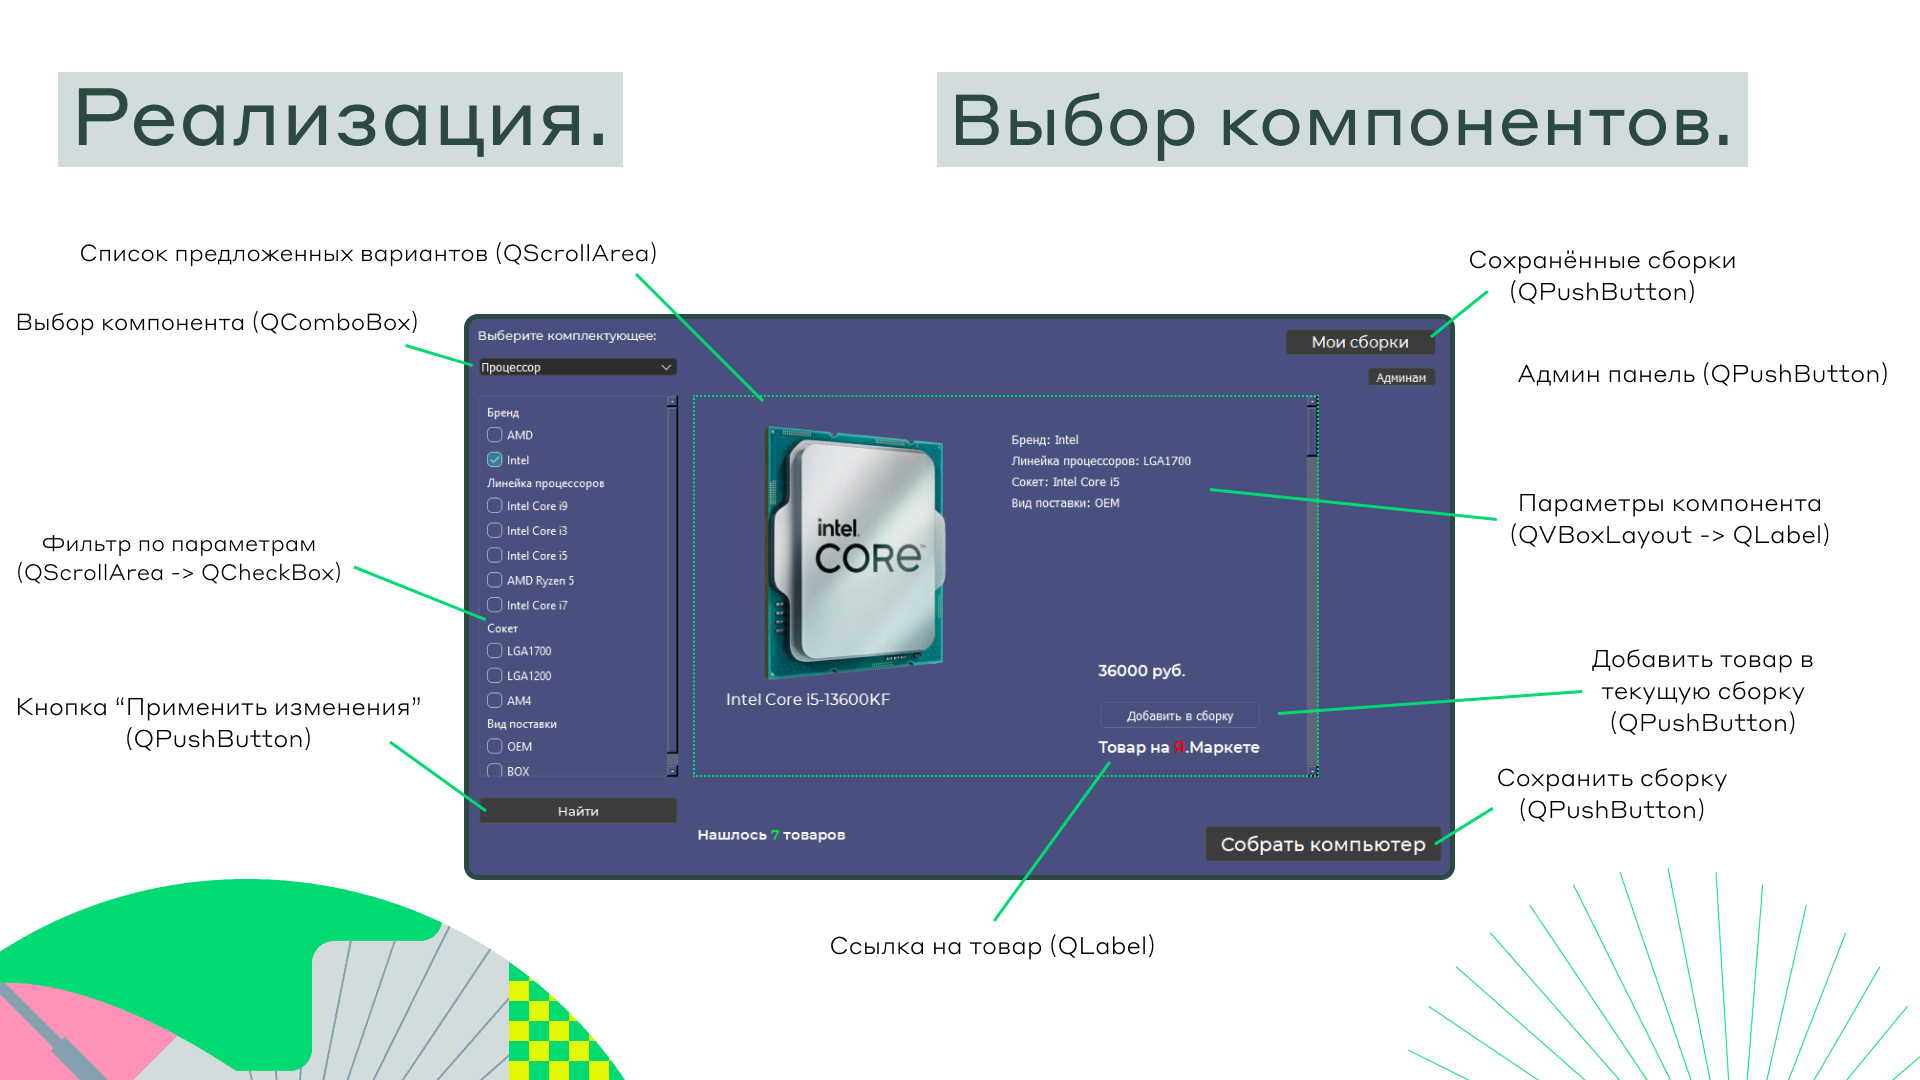 Реализация.
Выбор компонентов.
Список предложенных вариантов (QScrollArea)
Выбор компонента (QComboBox)
Фильтр по параметрам
(QScrollArea -> QCheckBox)
Кнопка “Применить изменения”
(QPushButton)
Выберите комплектующее:
Процессор
Бренд
AMD
Intel
Линейка процессоров
Intel Core i9
Intel Core i3
Intel Core i5
AMD Ryzen 5
Intel Core i7
Сокет
LGA1700
LGA1200
AM4
Вид поставки
OEM
BOX
Найти
intel.
CORE™
Intel Core i5-13600KF
Бренд: Intel
Линейка процессоров: LGA1700
Сокет: Intel Core i5
Вид поставки: OEM
36000 руб.
Добавить в сборку
Товар на Я.Маркете
Нашлось 7 товаров
Мои сборки
Админам
Собрать компьютер
Сохранённые сборки
(QPushButton)
Админ панель (QPushButton)
Параметры компонента
(QVBoxLayout -> QLabel)
Добавить товар в
текущую сборку
(QPushButton)
Сохранить сборку
(QPushButton)
Ссылка на товар (QLabel)